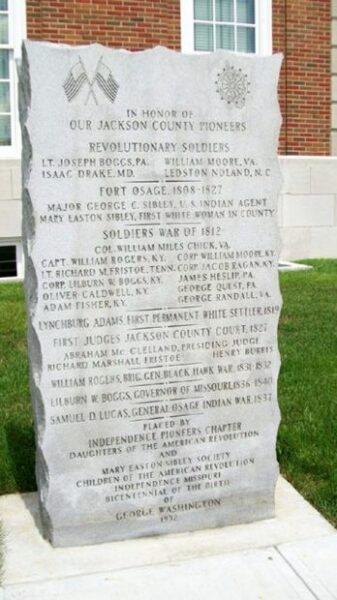 IN HONOR OF
OUR JACKSON COUNTY PIONEERS
REVOLUTIONARY SOLDIERS
LT. JOSEPH BOGGS, PA. WILLIAM MOORE, VA.
ISAAC DRAKE, MD. LEDSTON NOLAND, N.C.
FORT OSAGE, 1808-1827
MAJOR GEORGE C. SIBLEY, U.S. INDIAN AGENT
MARY EASTON SIBLEY, FIRST WHITE WOMAN IN COUNTY
SOLDIERS WAR OF 1812
COL. WILLIAM MILES CHICK, VA.
CAPT. WILLIAM ROGERS, KY. CORP. WILLIAM MOORE, KY.
LT. RICHARD M. FRISTOE, TENN. CORP. JACOB RAGAN, KY.
CORP. LILBURN W. BOGGS, KY. JAMES HESLIP, PA.
OLIVER CALDWELL, KY. GEORGE QUEST, PA.
ADAM FISHER, KY. GEORGE RANDALL, VA.
LYNCHBURG ADAMS, FIRST PERMANENT WHITE SETTLER, 1819
FIRST JUDGES JACKSON COUNTY COURT, 1827
ABRAHAM MC CLELLAND, PRESIDING JUDGE
RICHARD MARSHALL FRISTOE HENRY BURRIS
WILLIAM ROGERS, BRIG. GEN. BLACK HAWK WAR, 1831-1832
LILBURN W. BOGGS, GOVERNOR OF MISSOURI, 1836-1840
SAMUEL D. LUCAS, GENERAL OSAGE INDIAN WAR, 1837
PLACED BY
INDEPENDENCE PIONEERS CHAPTER
DAUGHTERS OF THE AMERICAN REVOLUTION
AND
MARY EASTON SIBLEY SOCIETY
CHILDREN OF THE AMERICAN REVOLUTION
INDEPENDENCE MISSOURI
BICENTENNIAL OF THE BIRTH
OF
GEORGE WASHINGTON
1932